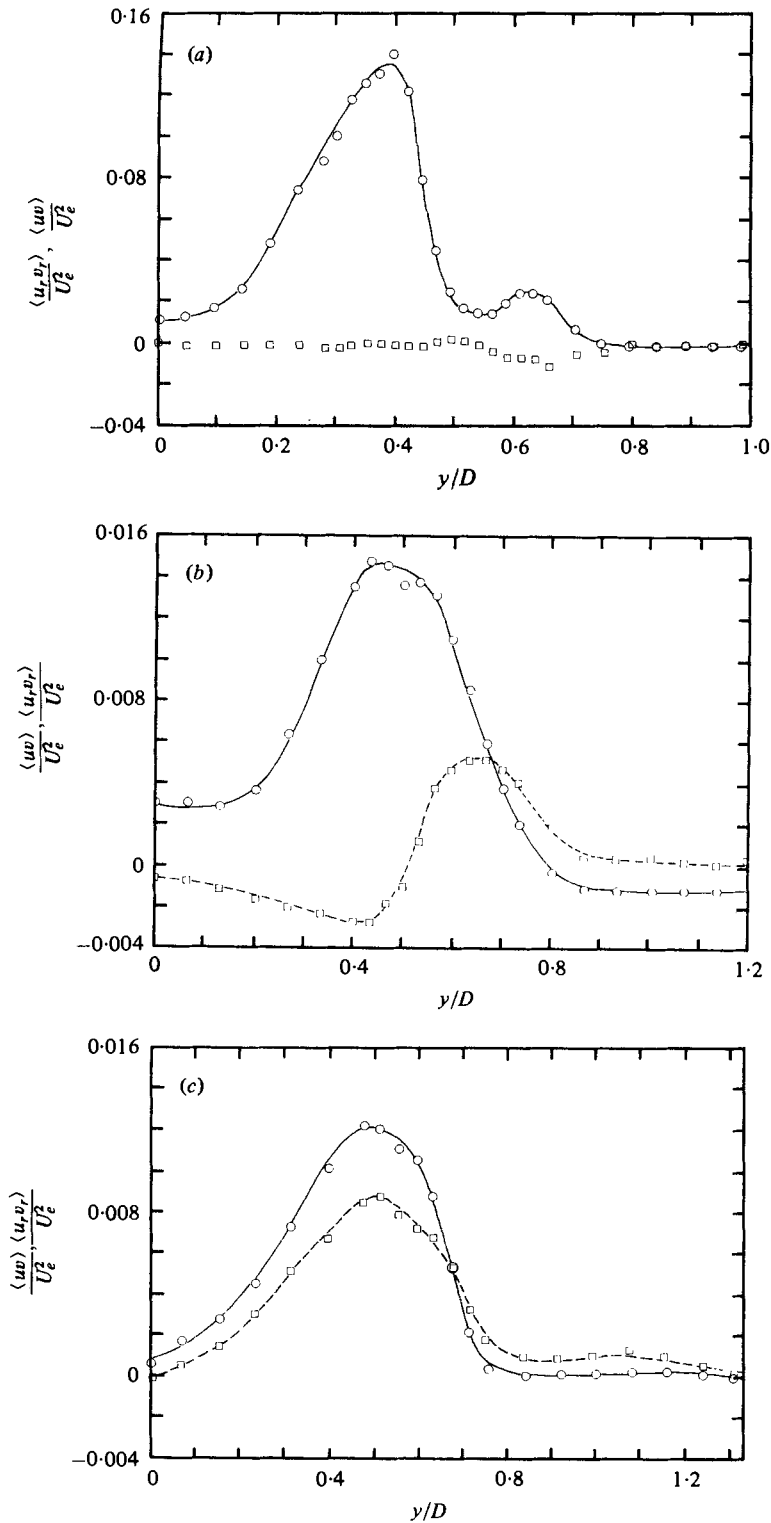 (a)
0·16
0·08
0
−0·04
⟨u_r v_r⟩/U_e^2, ⟨uv⟩/U_e^2
0 0·2 0·4 0·6 0·8 1·0
y/D
(b)
0·016
0·008
0
−0·004
⟨uv⟩/U_e^2, ⟨u_r v_r⟩/U_e^2
0 0·4 0·8 1·2
y/D
(c)
0·016
0·008
0
−0·004
⟨uv⟩/U_e^2, ⟨u_r v_r⟩/U_e^2
0 0·4 0·8 1·2
y/D